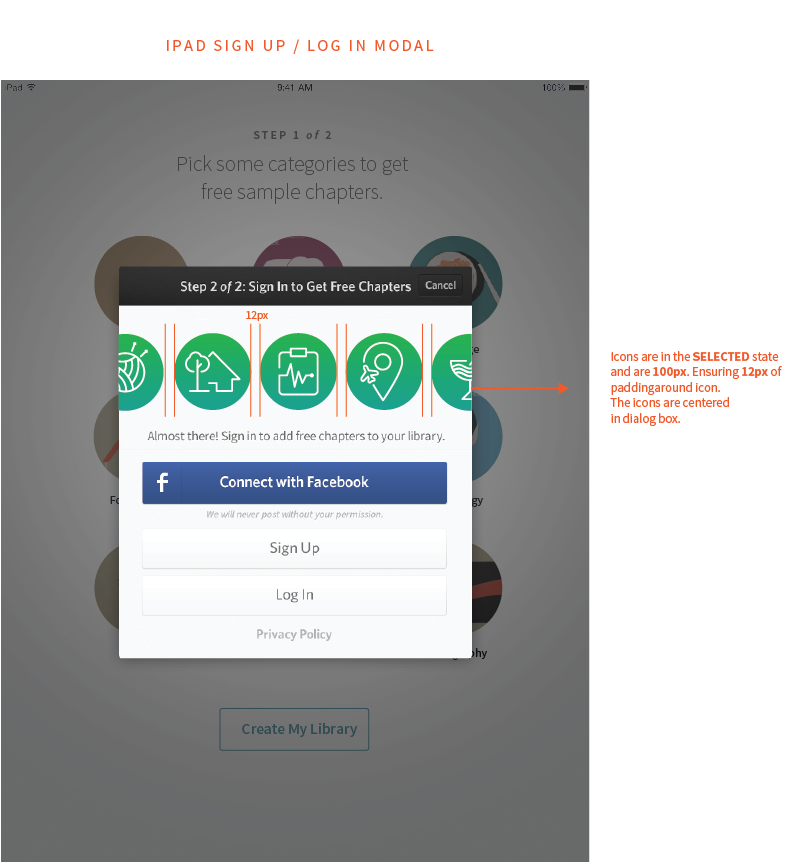 IPAD SIGN UP / LOG IN MODAL
iPad
9:41 AM
100%
STEP 1 of 2
Pick some categories to get
free sample chapters.
Step 2 of 2: Sign In to Get Free Chapters
Cancel
12px
ge
Icons are in the SELECTED state
and are 100px. Ensuring 12px of
paddingaround icon.
The icons are centered
in dialog box.
Almost there! Sign in to add free chapters to your library.
f
Connect with Facebook
Fo
gy
We will never post without your permission.
Sign Up
Log In
Privacy Policy
graphy
Create My Library